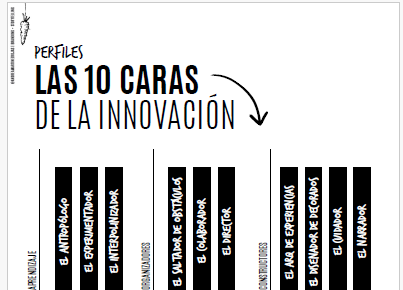 PERFILES
LAS 10 CARAS
DE LA INNOVACIÓN
APRENDIZAJE
EL ANTROPÓLOGO
EL EXPERIMENTADOR
EL INTERPOLINIZADOR
ORGANIZADORES
EL SALTADOR DE OBSTÁCULOS
EL COLABORADOR
EL DIRECTOR
CONSTRUCTORES
EL ARQ. DE EXPERIENCIAS
EL DISEÑADOR DE DECORADOS
EL CUIDADOR
EL NARRADOR